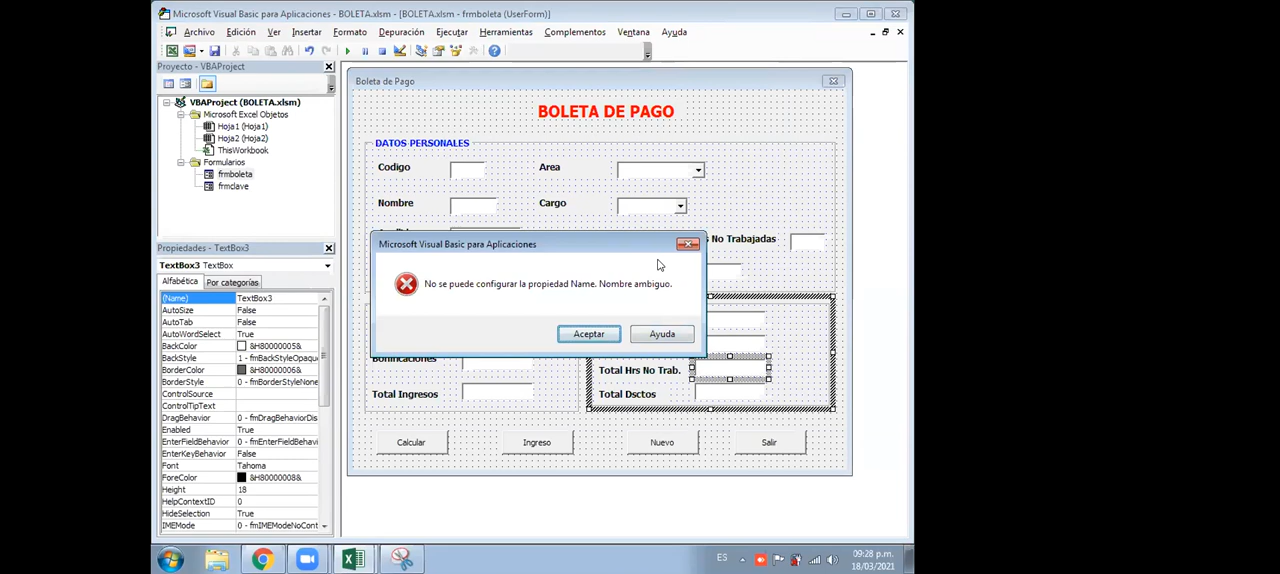 Microsoft Visual Basic para Aplicaciones - BOLETA.xlsm - [BOLETA.xlsm - frmboleta (UserForm)]
Archivo Edición Ver Insertar Formato Depuración Ejecutar Herramientas Complementos Ventana Ayuda
Proyecto - VBAProject
VBAProject (BOLETA.xlsm)
Microsoft Excel Objetos
Hoja1 (Hoja1)
Hoja2 (Hoja2)
ThisWorkbook
Formularios
frmboleta
frmclave
Propiedades - TextBox3
TextBox3 TextBox
Alfabética Por categorías
(Name) TextBox3
AutoSize False
AutoTab False
AutoWordSelect True
BackColor &H80000005&
BackStyle 1 - fmBackStyleOpaqu
BorderColor &H80000006&
BorderStyle 0 - fmBorderStyleNone
ControlSource
ControlTipText
DragBehavior 0 - fmDragBehaviorDis
Enabled True
EnterFieldBehavior 0 - fmEnterFieldBehavi
EnterKeyBehavior False
Font Tahoma
ForeColor &H80000008&
Height 18
HelpContextID 0
HideSelection True
IMEMode 0 - fmIMEModeNoCont
Boleta de Pago
BOLETA DE PAGO
DATOS PERSONALES
Codigo Area
Nombre Cargo
s No Trabajadas
Microsoft Visual Basic para Aplicaciones
No se puede configurar la propiedad Name. Nombre ambiguo.
Aceptar Ayuda
Bonificaciones
Total Hrs No Trab.
Total Ingresos Total Dsctos
Calcular Ingreso Nuevo Salir
ES
09:28 p.m.
18/03/2021